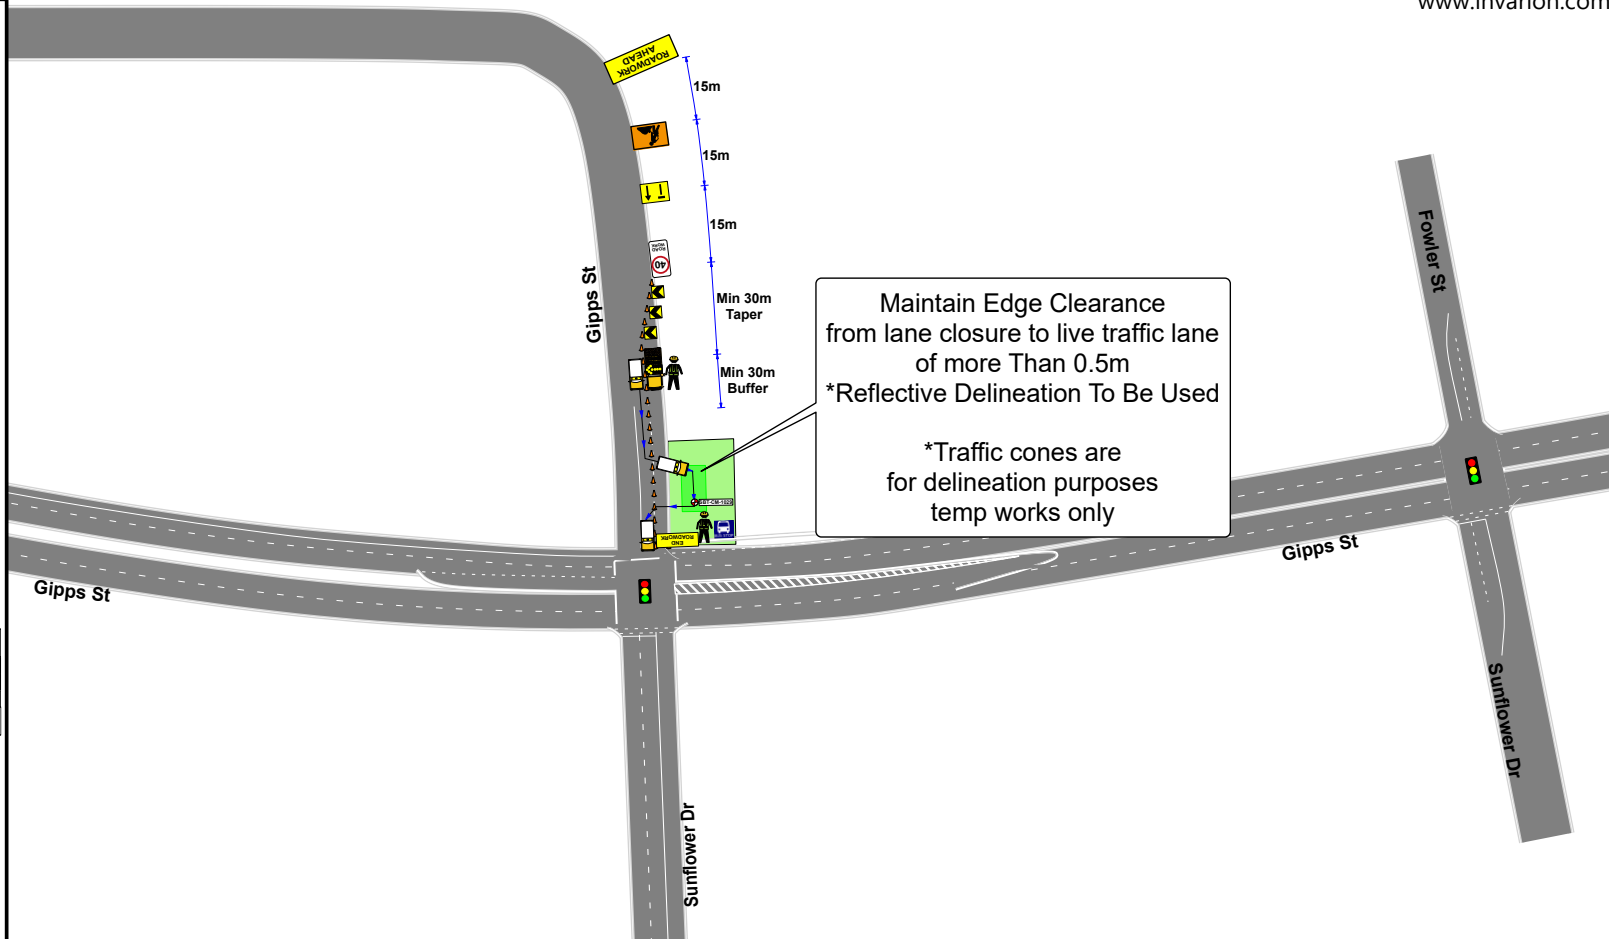 www.invarion.com
ROADWORK
AHEAD
15m
15m
15m
ROAD
WORK
40
Min 30m
Taper
Min 30m
Buffer
Gipps St
Maintain Edge Clearance
from lane closure to live traffic lane
of more Than 0.5m
*Reflective Delineation To Be Used
*Traffic cones are
for delineation purposes
temp works only
Fowler St
END
ROADWORK
Gipps St
Gipps St
Sunflower Dr
Sunflower Dr